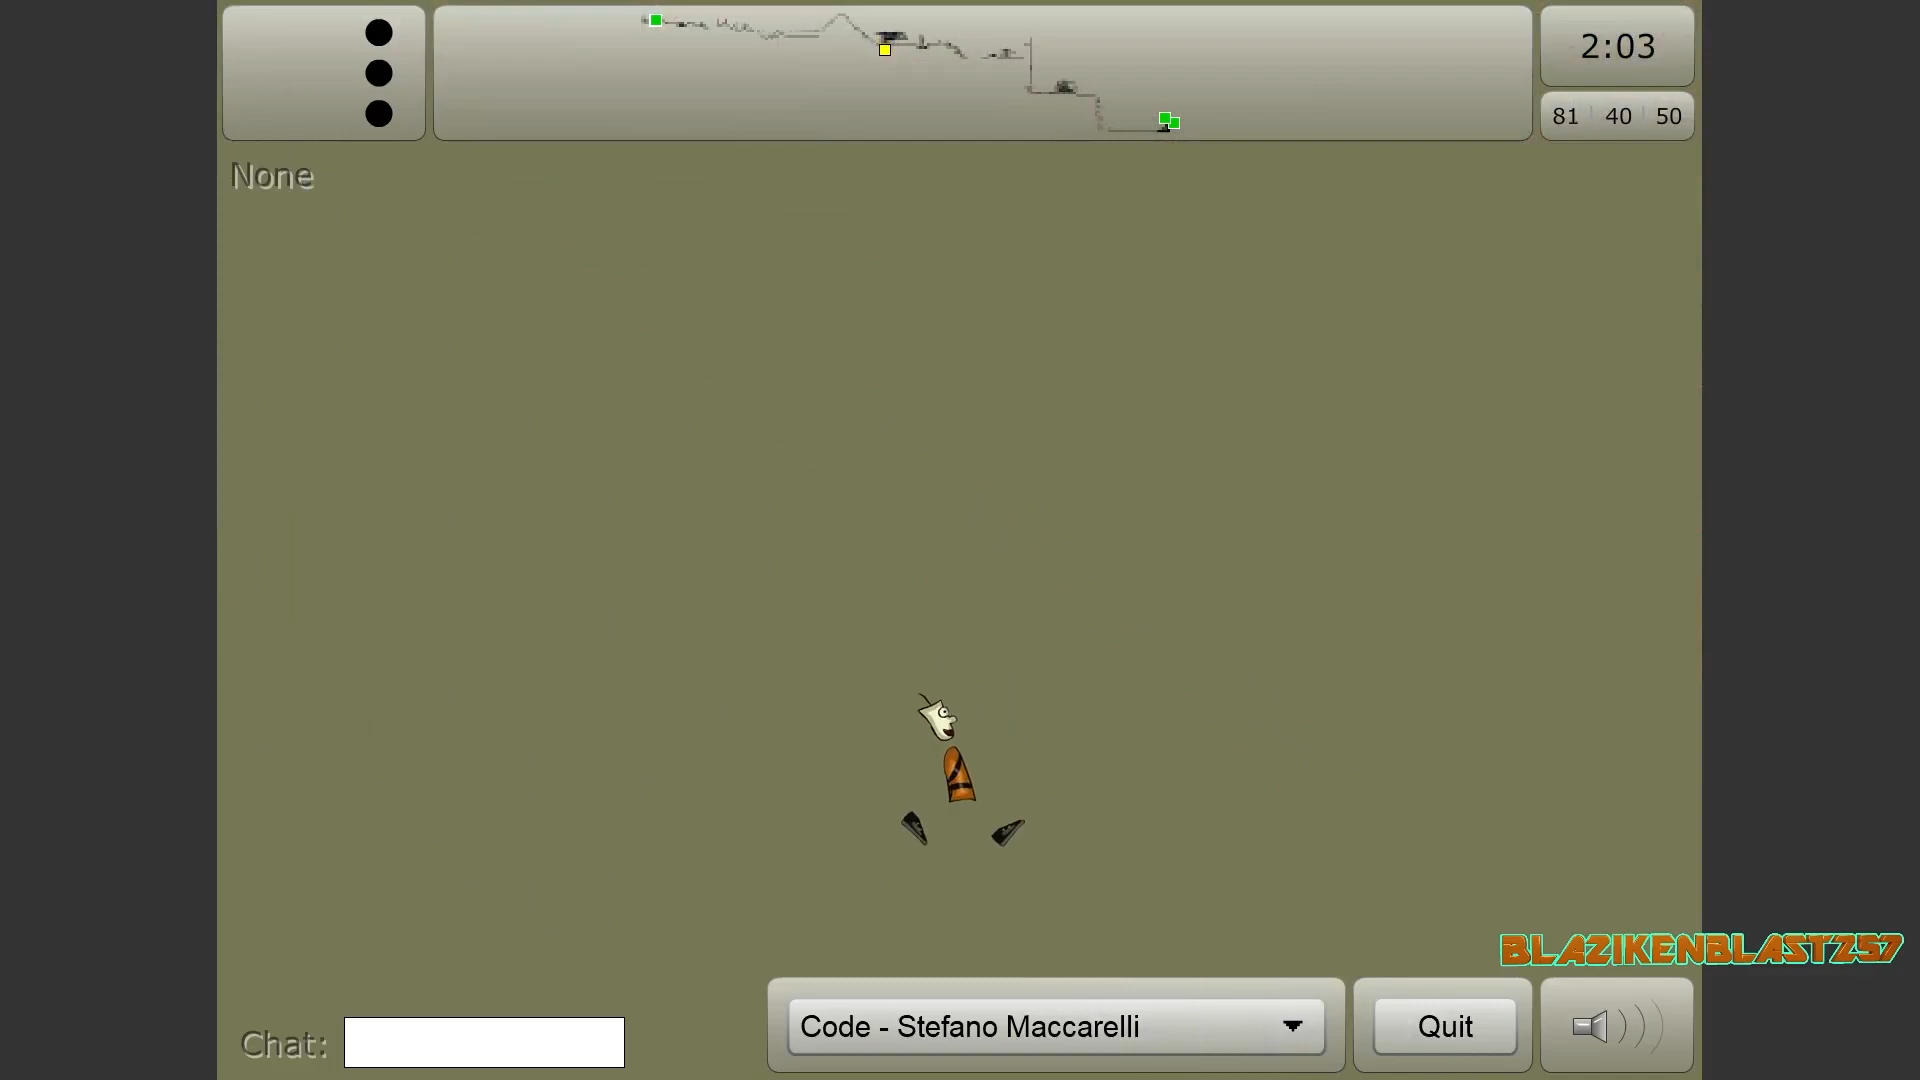 2:03
81 40 50
None
BLAZIKENBLAST257
Code - Stefano Maccarelli
Quit
Chat: